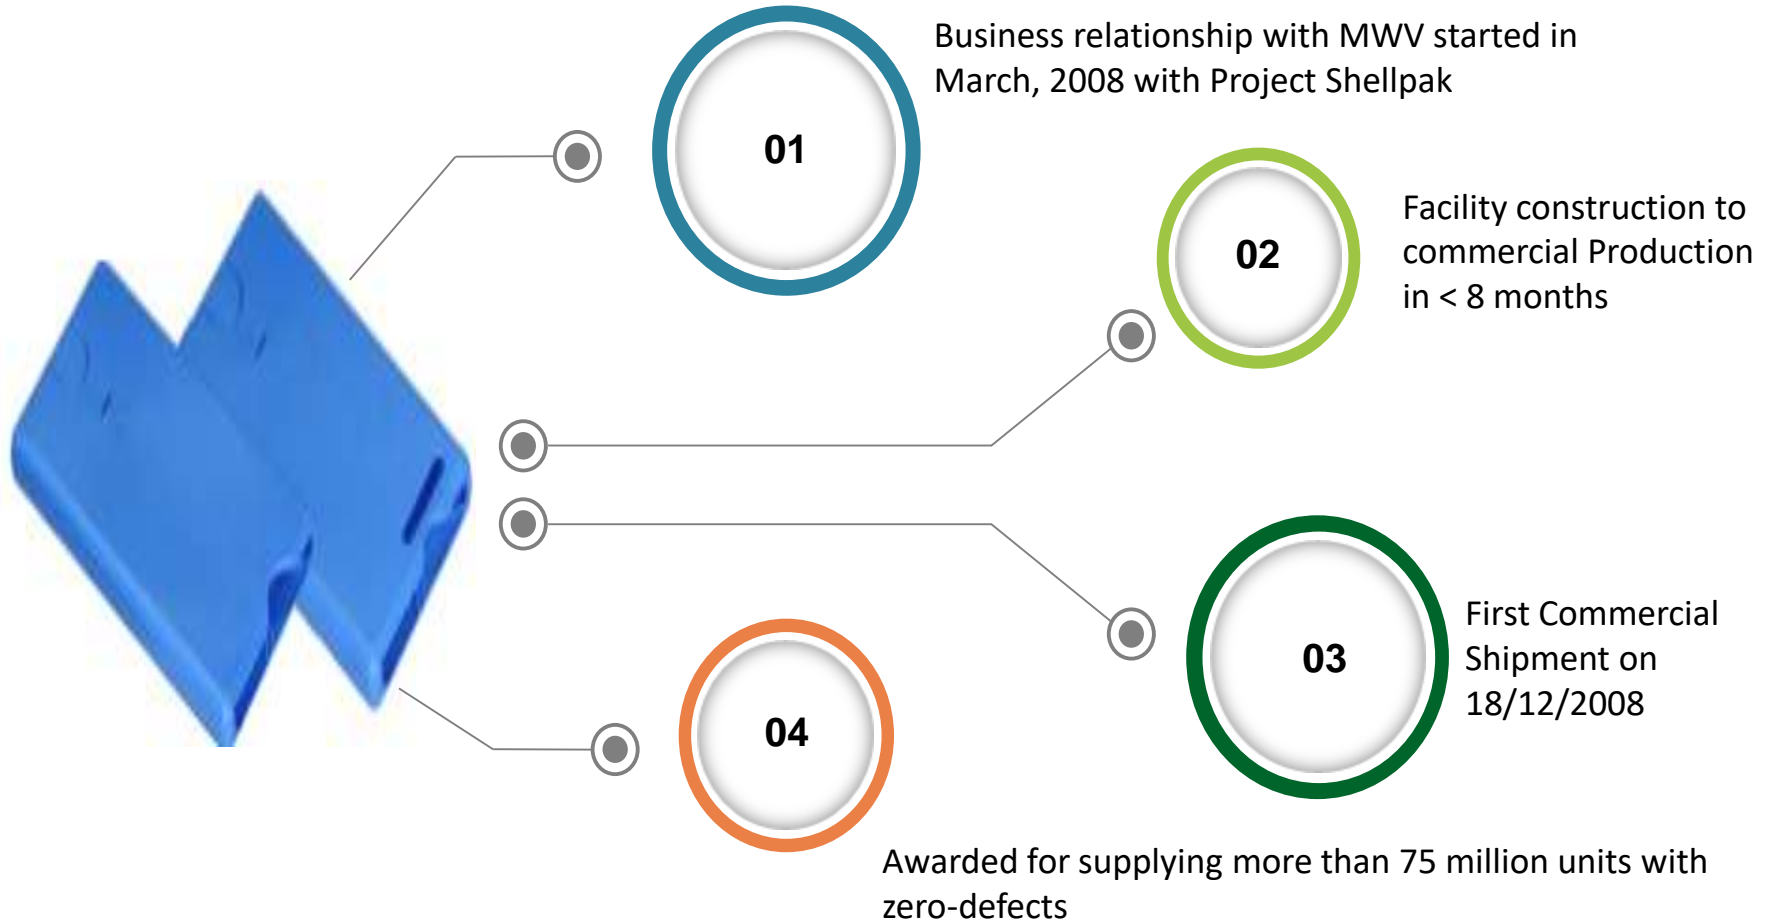 01
Business relationship with MWV started in
March, 2008 with Project Shellpak
02
Facility construction to
commercial Production
in < 8 months
03
First Commercial
Shipment on
18/12/2008
04
Awarded for supplying more than 75 million units with
zero-defects